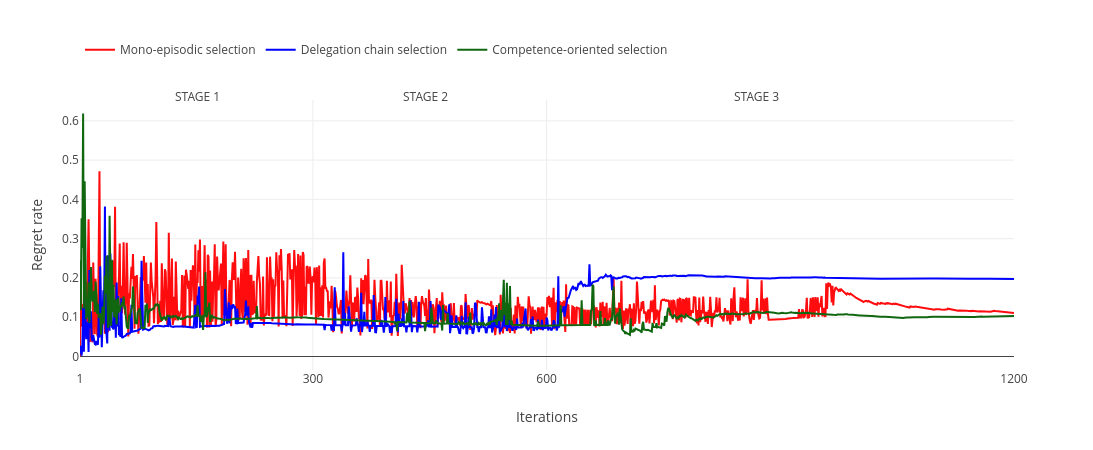 Mono-episodic selection Delegation chain selection Competence-oriented selection
STAGE 1 STAGE 2 STAGE 3
0.6
0.5
0.4
0.3
0.2
0.1
0
Regret rate
1 300 600 1200
Iterations